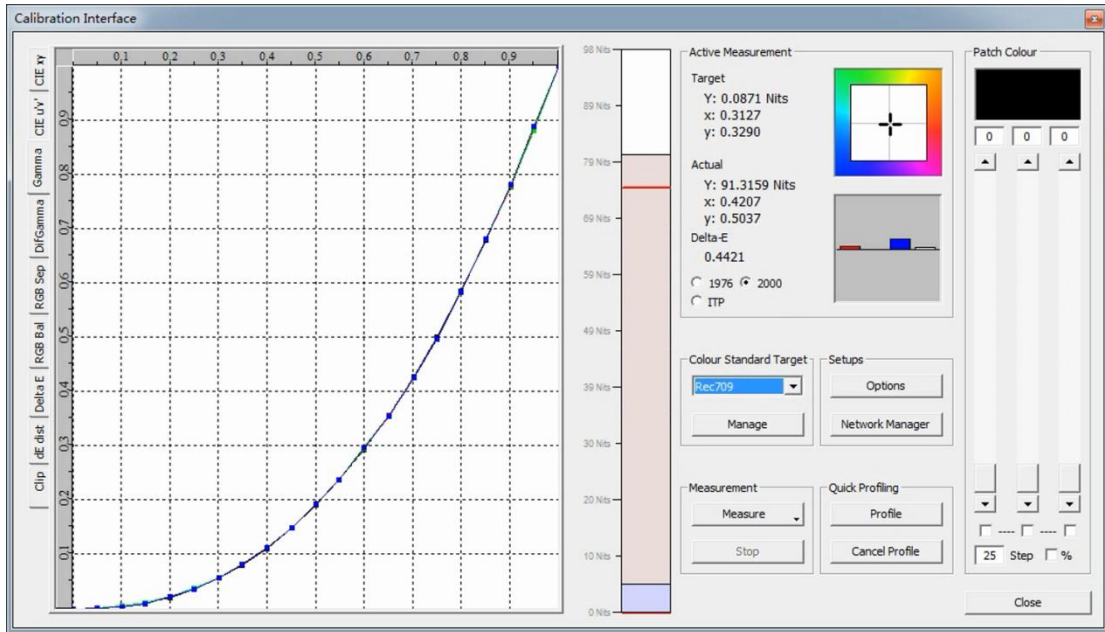 Calibration Interface
CIE xy
CIE u'v'
Gamma
DifGamma
RGB Sep
RGB Bal
Delta E
dE dist
Clip
0,1 0,2 0,3 0,4 0,5 0,6 0,7 0,8 0,9
0,9
0,8
0,7
0,6
0,5
0,4
0,3
0,2
0,1
98 Nits
89 Nits
79 Nits
69 Nits
59 Nits
49 Nits
39 Nits
30 Nits
20 Nits
10 Nits
0 Nits
Active Measurement
Target
Y: 0.0871 Nits
x: 0.3127
y: 0.3290
Actual
Y: 91.3159 Nits
x: 0.4207
y: 0.5037
Delta-E
0.4421
1976 2000
ITP
Colour Standard Target
Rec709
Manage
Setups
Options
Network Manager
Measurement
Measure
Stop
Quick Profiling
Profile
Cancel Profile
Patch Colour
0 0 0
---- ----
25 Step %
Close